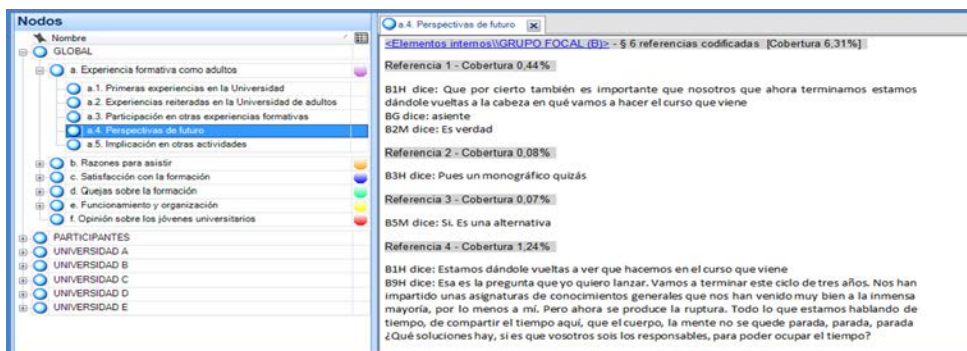 Nodos
Nombre
GLOBAL
a. Experiencia formativa como adultos
a.1. Primeras experiencias en la Universidad
a.2. Experiencias reiteradas en la Universidad de adultos
a.3. Participación en otras experiencias formativas
a.4. Perspectivas de futuro
a.5. Implicación en otras actividades
b. Razones para asistir
c. Satisfacción con la formación
d. Quejas sobre la formación
e. Funcionamiento y organización
f. Opinión sobre los jóvenes universitarios
PARTICIPANTES
UNIVERSIDAD A
UNIVERSIDAD B
UNIVERSIDAD C
UNIVERSIDAD D
UNIVERSIDAD E
a.4. Perspectivas de futuro
<Elementos internos\\GRUPO FOCAL (B)> - § 6 referencias codificadas [Cobertura 6,31%]
Referencia 1 - Cobertura 0,44%
B1H dice: Que por cierto también es importante que nosotros que ahora terminamos estamos
dándole vueltas a la cabeza en qué vamos a hacer el curso que viene
BG dice: asiente
B2M dice: Es verdad
Referencia 2 - Cobertura 0,08%
B3H dice: Pues un monográfico quizás
Referencia 3 - Cobertura 0,07%
B5M dice: Si. Es una alternativa
Referencia 4 - Cobertura 1,24%
B1H dice: Estamos dándole vueltas a ver que hacemos en el curso que viene
B9H dice: Esa es la pregunta que yo quiero lanzar. Vamos a terminar este ciclo de tres años. Nos han
impartido unas asignaturas de conocimientos generales que nos han venido muy bien a la inmensa
mayoría, por lo menos a mí. Pero ahora se produce la ruptura. Todo lo que estamos hablando de
tiempo, de compartir el tiempo aquí, que el cuerpo, la mente no se quede parada, parada, parada
¿Qué soluciones hay, si es que vosotros sois los responsables, para poder ocupar el tiempo?